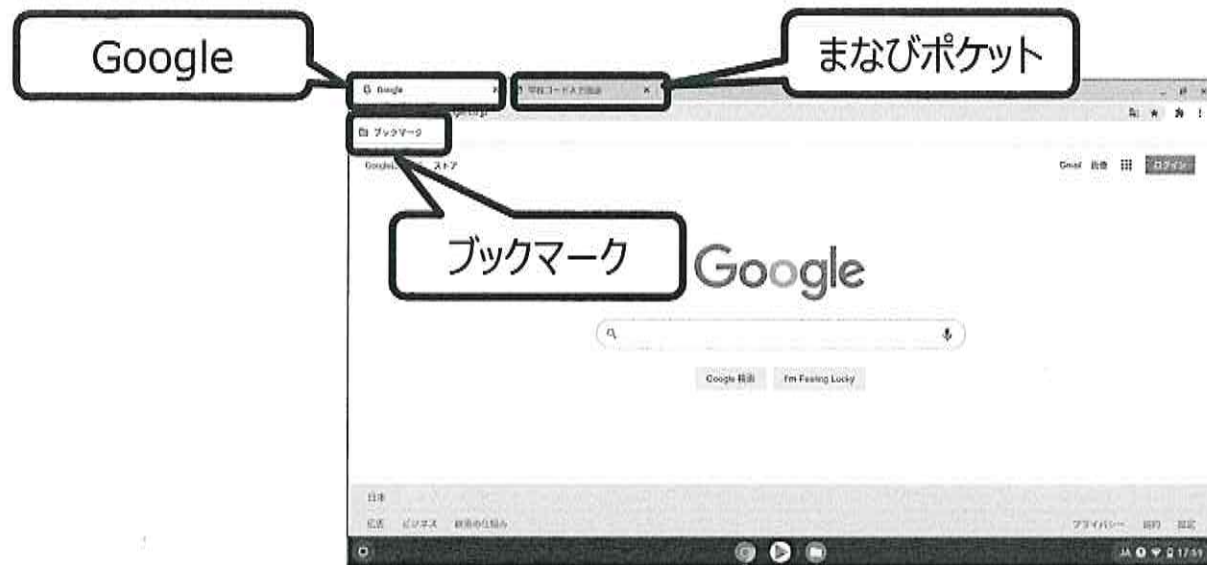 Google
まなびポケット
Google
学校コード入力画面
ブックマーク
ストア
Gmail 画像
ログイン
ブックマーク
Google
Google 検索
I'm Feeling Lucky
日本
広告 ビジネス 検索の仕組み
プライバシー 規約 設定
JA
17:51